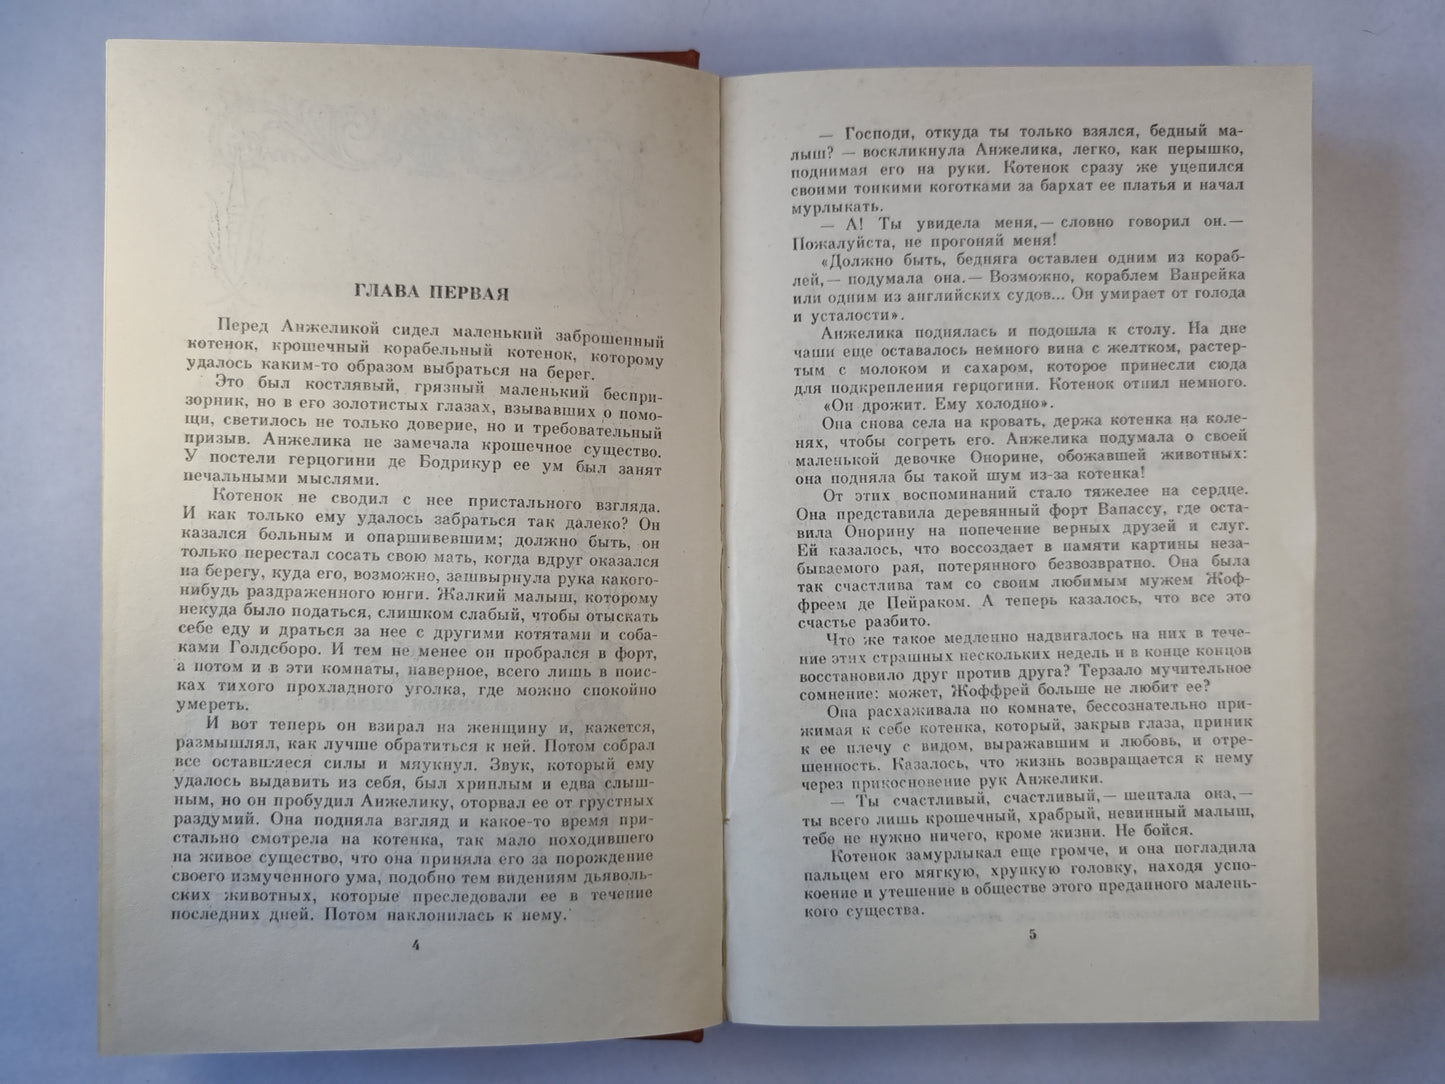 ГЛАВА ПЕРВАЯ
Перед Анжеликой сидел маленький заброшенный
котенок, крошечный корабельный котенок, которому
удалось каким-то образом выбраться на берег.
Это был костлявый, грязный маленький беспри-
зорник, но в его золотистых глазах, взывавших о помо-
щи, светилось не только доверие, но и требовательный
призыв. Анжелика не замечала крошечное существо.
У постели герцогини де Бодрикур ее ум был занят
печальными мыслями.
Котенок не сводил с нее пристального взгляда.
И как только ему удалось забраться так далеко? Он
казался больным и опаршивевшим; должно быть, он
только перестал сосать свою мать, когда вдруг оказался
на берегу, куда его, возможно, зашвырнула рука какого-
нибудь раздраженного юнги. Жалкий малыш, которому
некуда было податься, слишком слабый, чтобы отыскать
себе еду и драться за нее с другими котятами и соба-
ками Голдсборо. И тем не менее он пробрался в форт,
а потом и в эти комнаты, наверное, всего лишь в поис-
ках тихого прохладного уголка, где можно спокойно
умереть.
И вот теперь он взирал на женщину и, кажется,
размышлял, как лучше обратиться к ней. Потом собрал
все оставшиеся силы и мяукнул. Звук, который ему
удалось выдавить из себя, был хриплым и едва слыш-
ным, но он пробудил Анжелику, оторвал ее от грустных
раздумий. Она подняла взгляд и какое-то время при-
стально смотрела на котенка, так мало походившего
на живое существо, что она приняла его за порождение
своего измученного ума, подобно тем видениям дьяволь-
ских животных, которые преследовали ее в течение
последних дней. Потом наклонилась к нему.
4
— Господи, откуда ты только взялся, бедный ма-
лыш? — воскликнула Анжелика, легко, как перышко,
поднимая его на руки. Котенок сразу же уцепился
своими тонкими коготками за бархат ее платья и начал
мурлыкать.
— А! Ты увидела меня,— словно говорил он.—
Пожалуйста, не прогоняй меня!
«Должно быть, бедняга оставлен одним из кораб-
лей,— подумала она.— Возможно, кораблем Ванрейка
или одним из английских судов... Он умирает от голода
и усталости».
Анжелика поднялась и подошла к столу. На дне
чаши еще оставалось немного вина с желтком, растер-
тым с молоком и сахаром, которое принесли сюда
для подкрепления герцогини. Котенок отпил немного.
«Он дрожит. Ему холодно».
Она снова села на кровать, держа котенка на коле-
нях, чтобы согреть его. Анжелика подумала о своей
маленькой девочке Онорине, обожавшей животных:
она подняла бы такой шум из-за котенка!
От этих воспоминаний стало тяжелее на сердце.
Она представила деревянный форт Вапассу, где оста-
вила Онорину на попечение верных друзей и слуг.
Ей казалось, что воссоздает в памяти картины неза-
бываемого рая, потерянного безвозвратно. Она была
так счастлива там со своим любимым мужем Жоф-
фреем де Пейраком. А теперь казалось, что все это
счастье разбито.
Что же такое медленно надвигалось на них в тече-
ние этих страшных нескольких недель и в конце концов
восстановило друг против друга? Терзало мучительное
сомнение: может, Жоффрей больше не любит ее?
Она расхаживала по комнате, бессознательно при-
жимая к себе котенка, который, закрыв глаза, приник
к ее плечу с видом, выражавшим и любовь, и отре-
шенность. Казалось, что жизнь возвращается к нему
через прикосновение рук Анжелики.
— Ты счастливый, счастливый,— шептала она,—
ты всего лишь крошечный, храбрый, невинный малыш,
тебе не нужно ничего, кроме жизни. Не бойся.
Котенок замурлыкал еще громче, и она погладила
пальцем его мягкую, хрупкую головку, находя успо-
коение и утешение в обществе этого преданного малень-
кого существа.
5